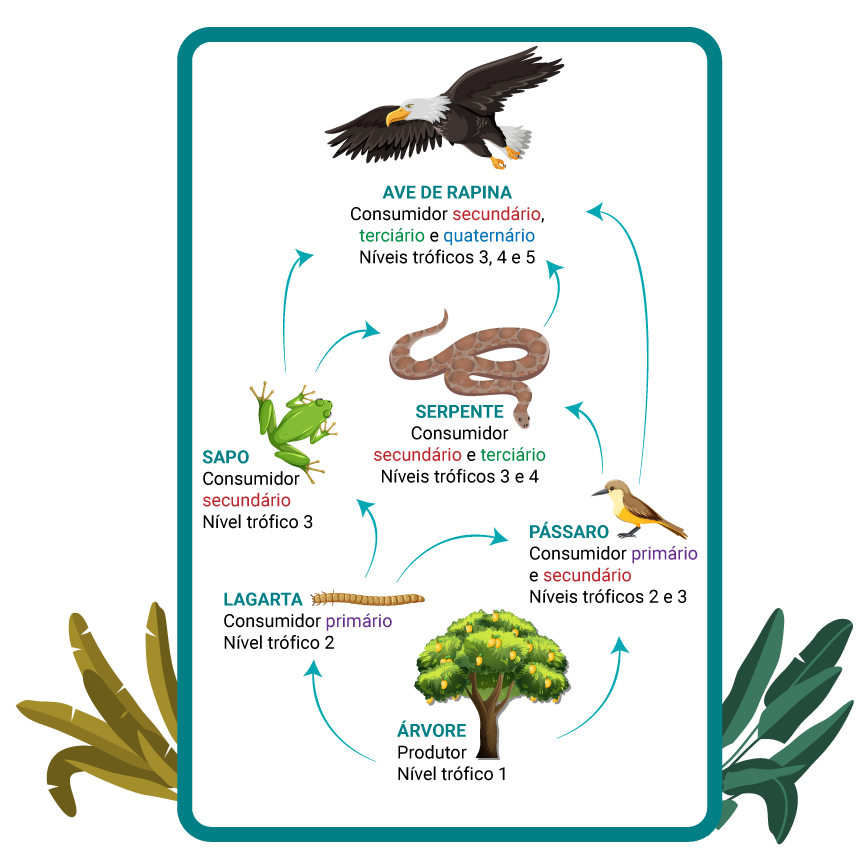 AVE DE RAPINA
Consumidor secundário,
terciário e quaternário
Níveis tróficos 3, 4 e 5
SERPENTE
Consumidor
secundário e terciário
Níveis tróficos 3 e 4
SAPO
Consumidor
secundário
Nível trófico 3
PÁSSARO
Consumidor primário
e secundário
Níveis tróficos 2 e 3
LAGARTA
Consumidor primário
Nível trófico 2
ÁRVORE
Produtor
Nível trófico 1